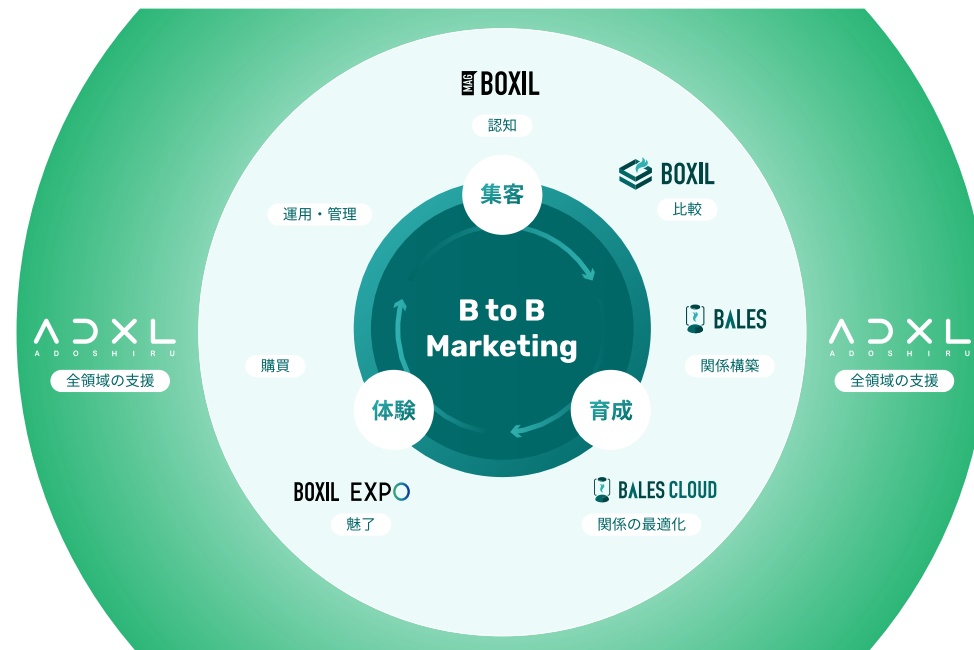 MAG BOXIL
認知
集客
BOXIL
比較
運用・管理
B to B
Marketing
BALES
関係構築
ADXL
ADOSHIRU
全領域の支援
ADXL
ADOSHIRU
全領域の支援
購買
体験
育成
BOXIL EXPO
魅了
BALES CLOUD
関係の最適化